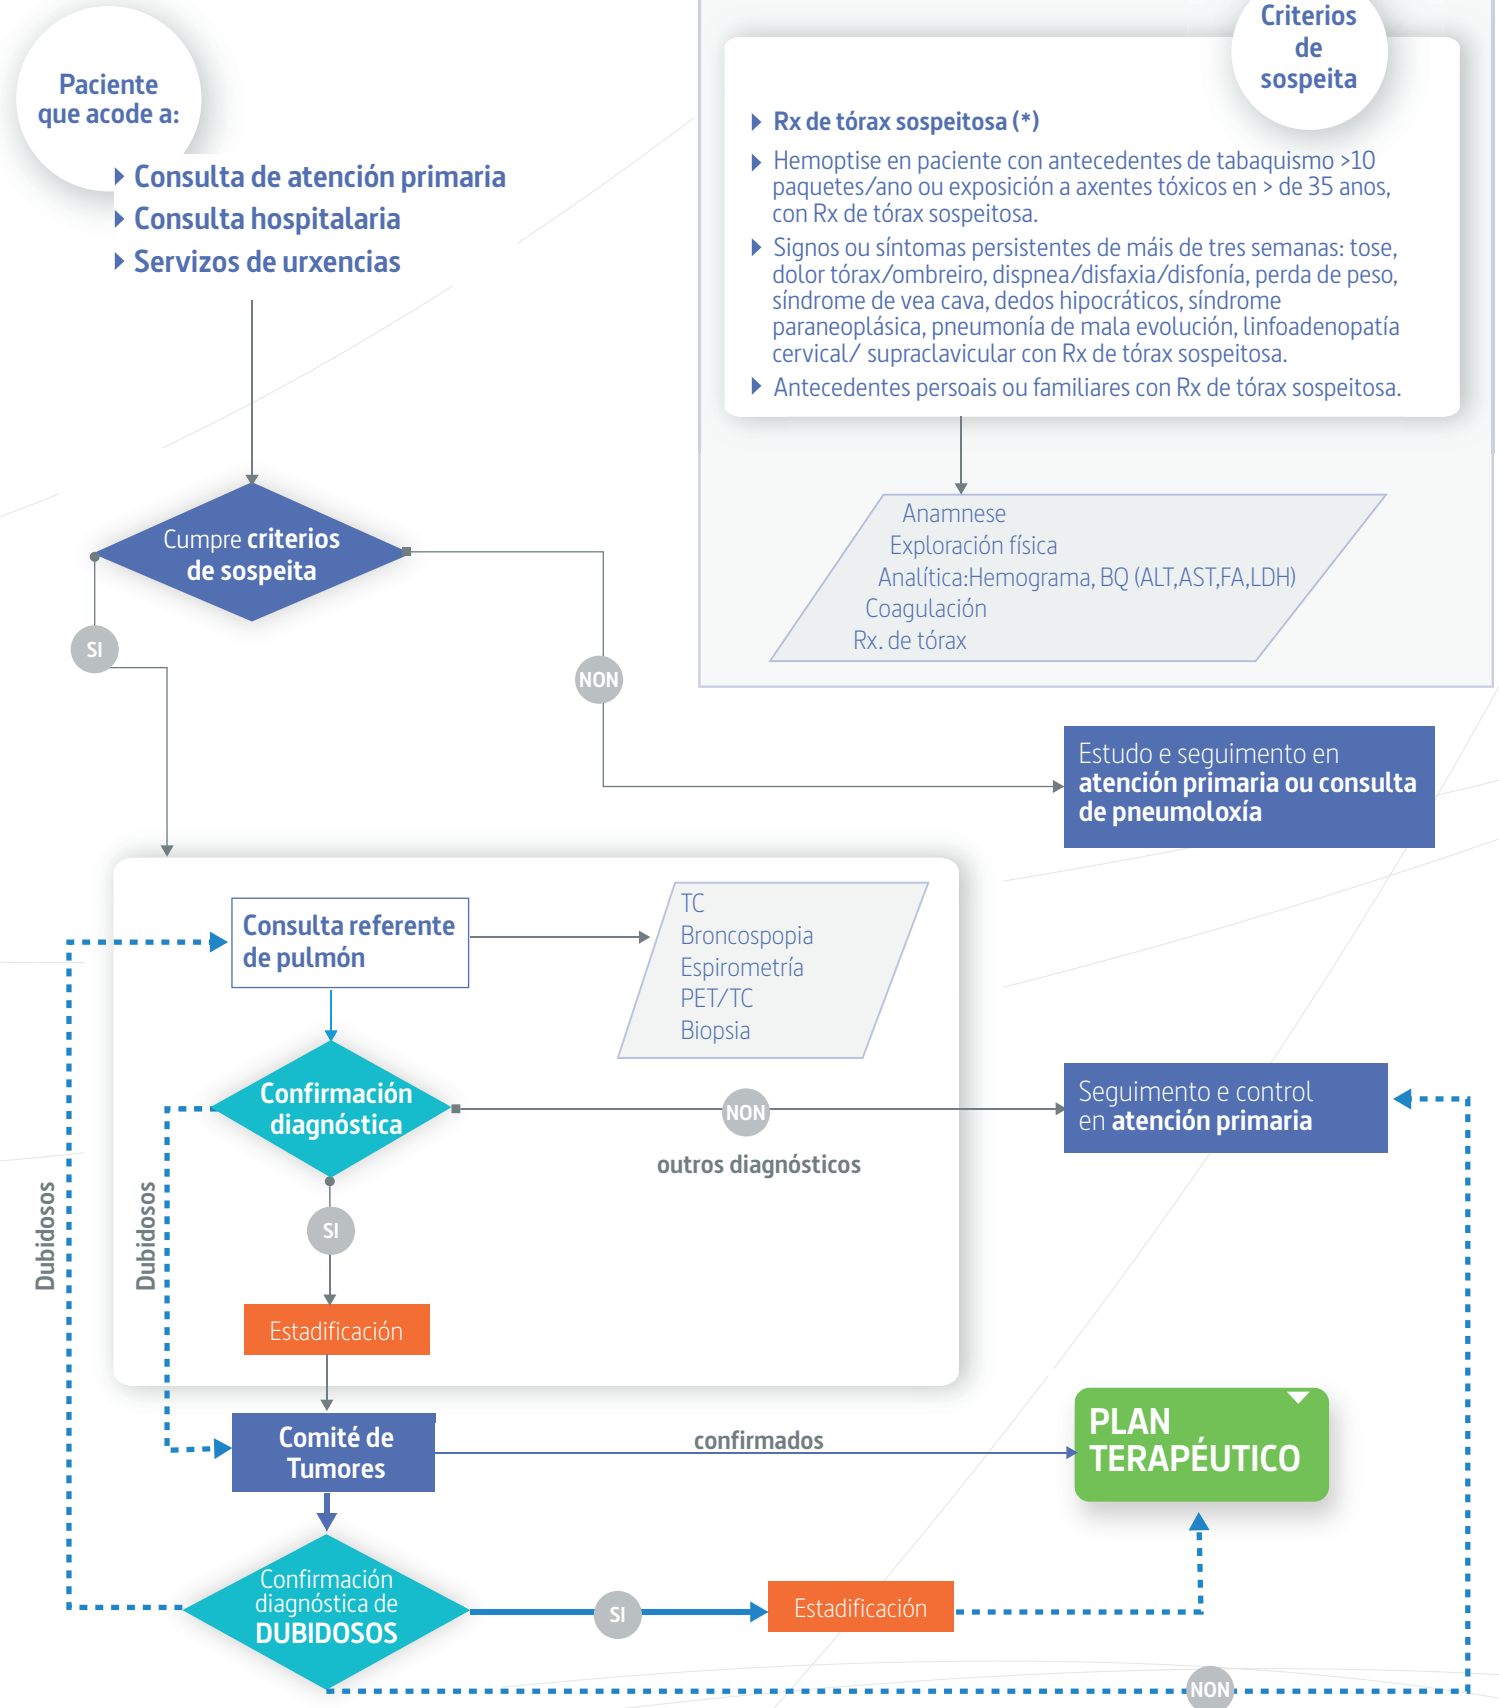 Paciente
que acode a:
Consulta de atención primaria
Consulta hospitalaria
Servizos de urxencias
Criterios
de
sospeita
Rx de tórax sospeitosa (*)
Hemoptise en paciente con antecedentes de tabaquismo >10
paquetes/ano ou exposición a axentes tóxicos en > de 35 anos,
con Rx de tórax sospeitosa.
Signos ou síntomas persistentes de máis de tres semanas: tose,
dolor tórax/ombreiro, dispnea/disfaxia/disfonía, perda de peso,
síndrome de vea cava, dedos hipocráticos, síndrome
paraneoplásica, pneumonía de mala evolución, linfoadenopatía
cervical/ supraclavicular con Rx de tórax sospeitosa.
Antecedentes persoais ou familiares con Rx de tórax sospeitosa.
Anamnese
Exploración física
Analítica:Hemograma, BQ (ALT,AST,FA,LDH)
Coagulación
Rx. de tórax
Cumpre criterios
de sospeita
SI
NON
Estudo e seguimento en
atención primaria ou consulta
de pneumoloxía
Consulta referente
de pulmón
TC
Broncospopia
Espirometría
PET/TC
Biopsia
Confirmación
diagnóstica
NON
outros diagnósticos
Seguimento e control
en atención primaria
Dubidosos
Dubidosos
SI
Estadificación
Comité de
Tumores
confirmados
PLAN
TERAPÉUTICO
Confirmación
diagnóstica de
DUBIDOSOS
SI
Estadificación
NON